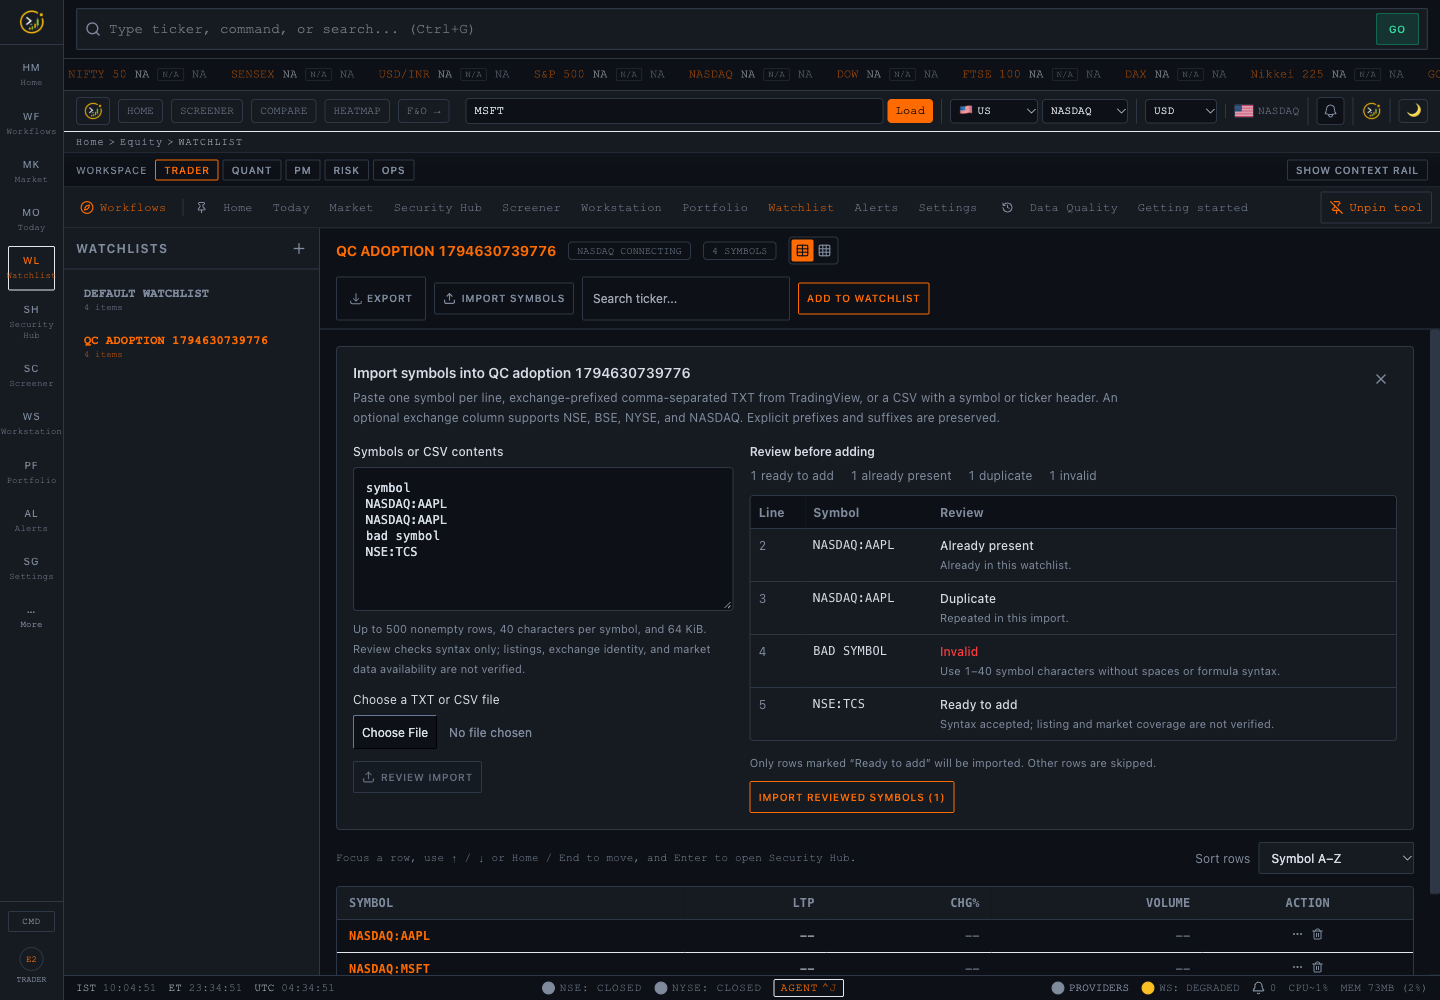 Type ticker, command, or search... (Ctrl+G)
GO
NIFTY 50 NA N/A NA SENSEX NA N/A NA USD/INR NA N/A NA S&P 500 NA N/A NA NASDAQ NA N/A NA DOW NA N/A NA FTSE 100 NA N/A NA DAX NA N/A NA Nikkei 225 NA N/A NA GO
HOME SCREENER COMPARE HEATMAP F&O → MSFT Load US NASDAQ USD NASDAQ
Home > Equity > WATCHLIST
WORKSPACE TRADER QUANT PM RISK OPS SHOW CONTEXT RAIL
Workflows Home Today Market Security Hub Screener Workstation Portfolio Watchlist Alerts Settings Data Quality Getting started Unpin tool
HM
Home
WF
Workflows
MK
Market
MO
Today
WL
Watchlist
SH
Security
Hub
SC
Screener
WS
Workstation
PF
Portfolio
AL
Alerts
SG
Settings
...
More
CMD
E2
TRADER
WATCHLISTS
DEFAULT WATCHLIST
4 items
QC ADOPTION 1794630739776
4 items
QC ADOPTION 1794630739776 NASDAQ CONNECTING 4 SYMBOLS
EXPORT IMPORT SYMBOLS Search ticker... ADD TO WATCHLIST
Import symbols into QC adoption 1794630739776
Paste one symbol per line, exchange-prefixed comma-separated TXT from TradingView, or a CSV with a symbol or ticker header. An
optional exchange column supports NSE, BSE, NYSE, and NASDAQ. Explicit prefixes and suffixes are preserved.
Symbols or CSV contents
symbol
NASDAQ:AAPL
NASDAQ:AAPL
bad symbol
NSE:TCS
Up to 500 nonempty rows, 40 characters per symbol, and 64 KiB.
Review checks syntax only; listings, exchange identity, and market
data availability are not verified.
Choose a TXT or CSV file
Choose File No file chosen
REVIEW IMPORT
Review before adding
1 ready to add 1 already present 1 duplicate 1 invalid
Line Symbol Review
2 NASDAQ:AAPL Already present
Already in this watchlist.
3 NASDAQ:AAPL Duplicate
Repeated in this import.
4 BAD SYMBOL Invalid
Use 1–40 symbol characters without spaces or formula syntax.
5 NSE:TCS Ready to add
Syntax accepted; listing and market coverage are not verified.
Only rows marked “Ready to add” will be imported. Other rows are skipped.
IMPORT REVIEWED SYMBOLS (1)
Focus a row, use ↑ / ↓ or Home / End to move, and Enter to open Security Hub.
Sort rows Symbol A–Z
SYMBOL LTP CHG% VOLUME ACTION
NASDAQ:AAPL -- -- -- ...
NASDAQ:MSFT -- -- -- ...
IST 10:04:51 ET 23:34:51 UTC 04:34:51 NSE: CLOSED NYSE: CLOSED AGENT ^J PROVIDERS WS: DEGRADED 0 CPU~1% MEM 73MB (2%)